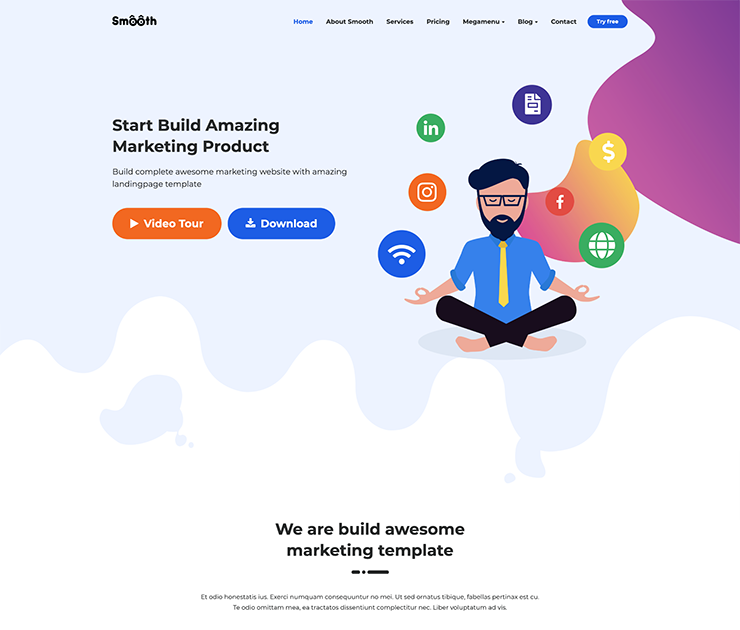 Smooth
Home About Smooth Services Pricing Megamenu Blog Contact Try free
Start Build Amazing
Marketing Product
Build complete awesome marketing website with amazing
landingpage template
Video Tour Download
in
$
f
We are build awesome
marketing template
Et odio honestatis ius. Exerci numquam consequuntur no mei. Ut sed ornatus tibique, fabellas pertinax est cu.
Te odio omittam mea, ea tractatos dissentiunt complectitur nec. Liber voluptatum ad vis.